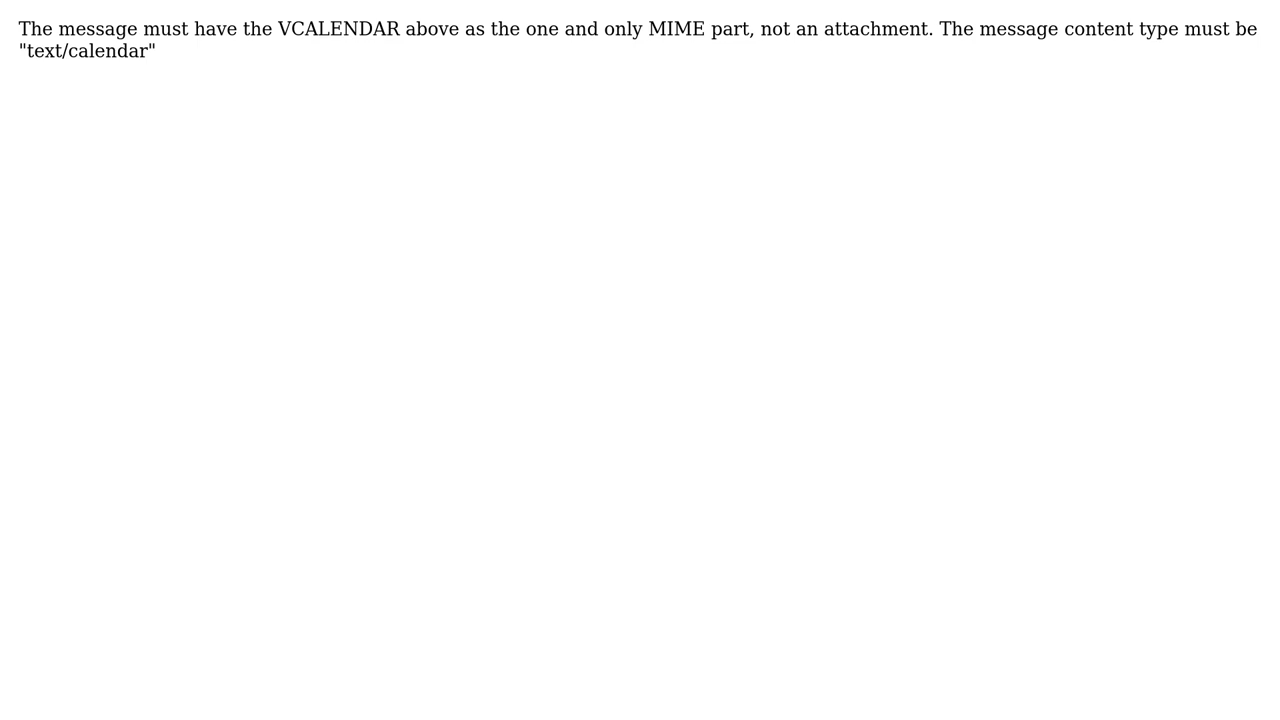 The message must have the VCALENDAR above as the one and only MIME part, not an attachment. The message content type must be
"text/calendar"